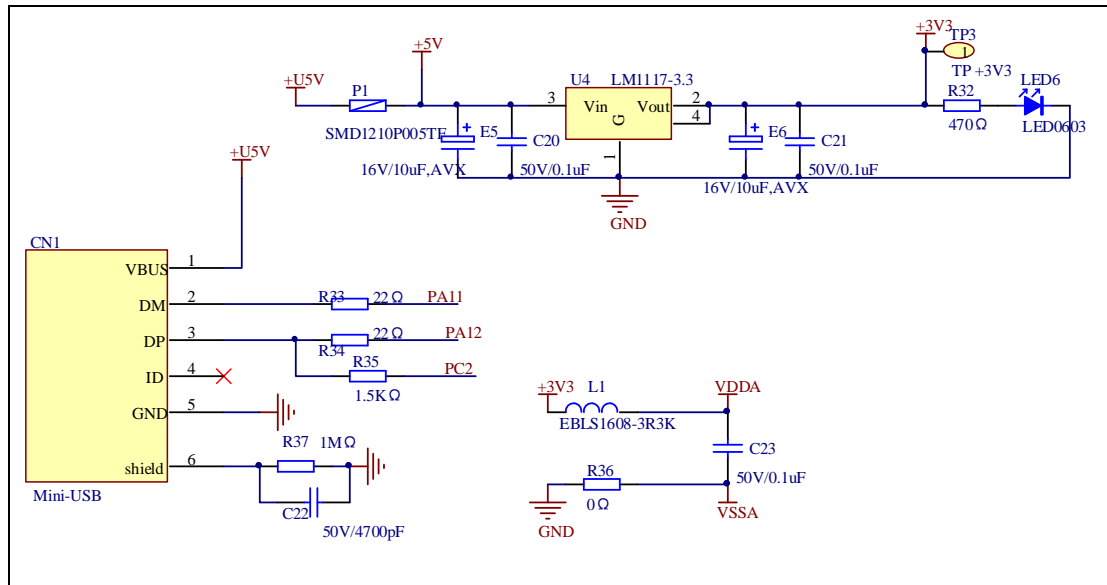 +3V3
TP3
1
TP +3V3
+5V
+U5V
P1
SMD1210P005TF
U4
LM1117-3.3
3
Vin
Vout
G
2
4
1
R32
470Ω
LED6
LED0603
E5
16V/10uF,AVX
C20
50V/0.1uF
E6
16V/10uF,AVX
C21
50V/0.1uF
GND
+U5V
CN1
VBUS
1
DM
2
R33
22Ω
PA11
DP
3
22Ω
PA12
R34
ID
4
R35
PC2
1.5KΩ
GND
5
shield
6
R37
1MΩ
C22
50V/4700pF
Mini-USB
+3V3
L1
VDDA
EBLS1608-3R3K
C23
50V/0.1uF
R36
0Ω
GND
VSSA